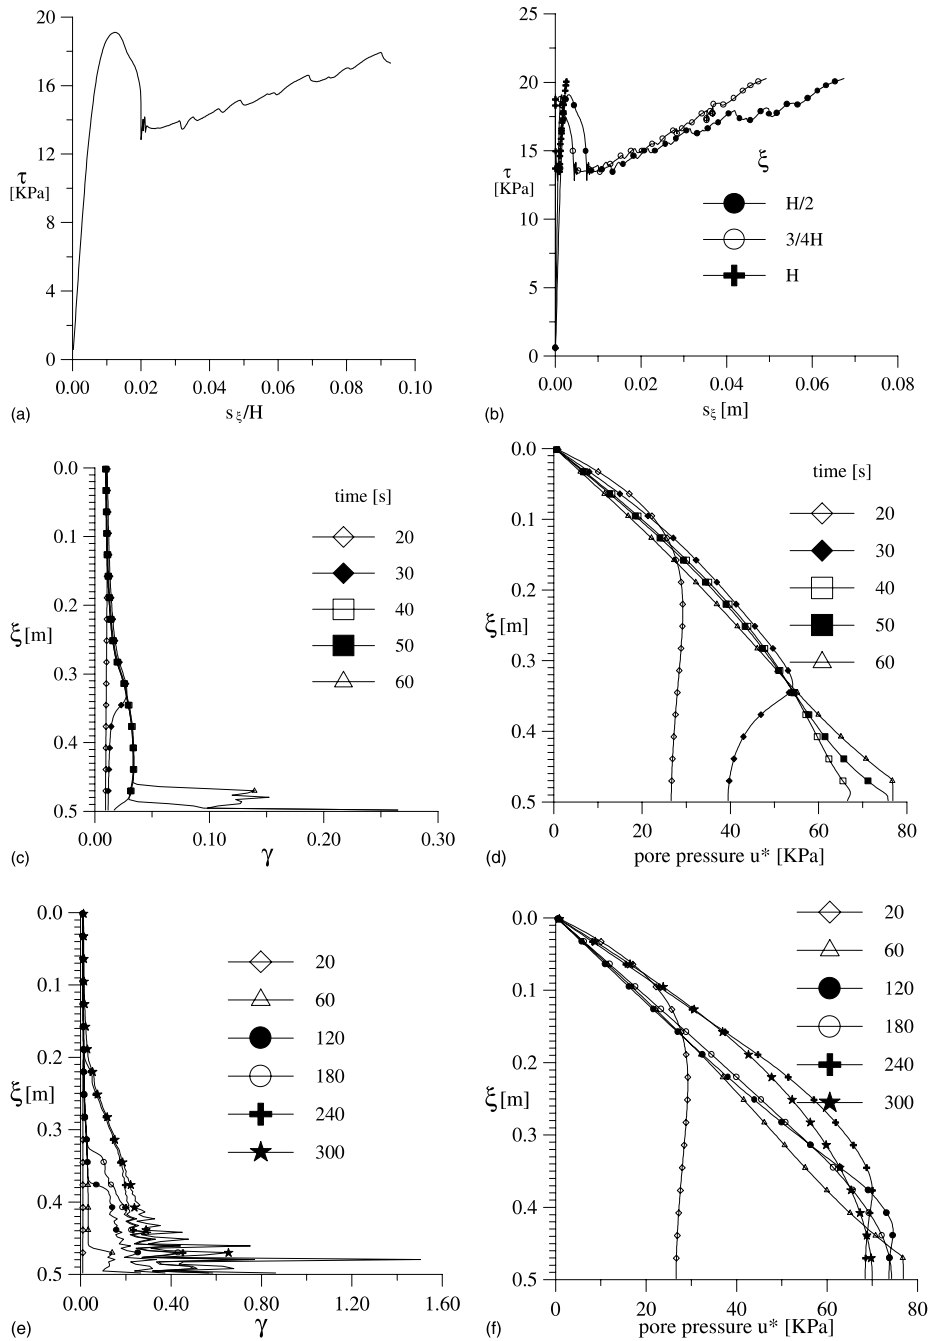 20
16
12
8
4
0
τ
[KPa]
0.00 0.02 0.04 0.06 0.08 0.10
(a)
s ξ/H
25
20
15
10
5
0
τ
[KPa]
ξ
H/2
3/4H
H
0.00 0.02 0.04 0.06 0.08
(b)
sξ [m]
0.0
0.1
0.2
0.3
0.4
0.5
ξ [m]
time [s]
20
30
40
50
60
0.00 0.10 0.20 0.30
(c)
γ
0.0
0.1
0.2
0.3
0.4
0.5
ξ [m]
time [s]
20
30
40
50
60
0 20 40 60 80
(d)
pore pressure u* [KPa]
0.0
0.1
0.2
0.3
0.4
0.5
ξ [m]
20
60
120
180
240
300
0.00 0.40 0.80 1.20 1.60
(e)
γ
0.0
0.1
0.2
0.3
0.4
0.5
ξ [m]
20
60
120
180
240
300
0 20 40 60 80
(f)
pore pressure u* [KPa]